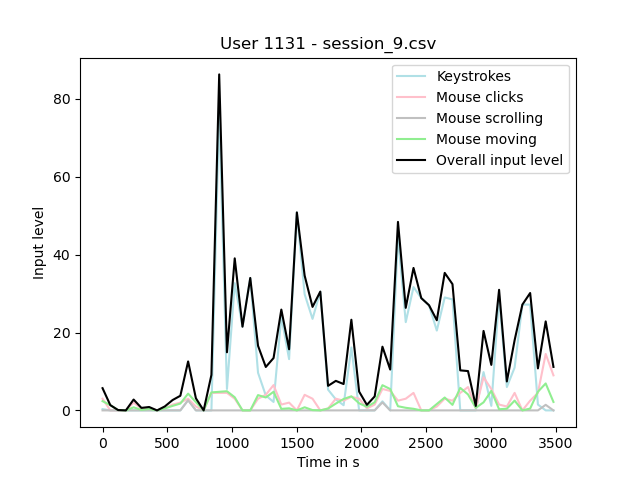 User 1131 - session_9.csv
Keystrokes
Mouse clicks
Mouse scrolling
Mouse moving
Overall input level
Input level
80
60
40
20
0
0 500 1000 1500 2000 2500 3000 3500
Time in s